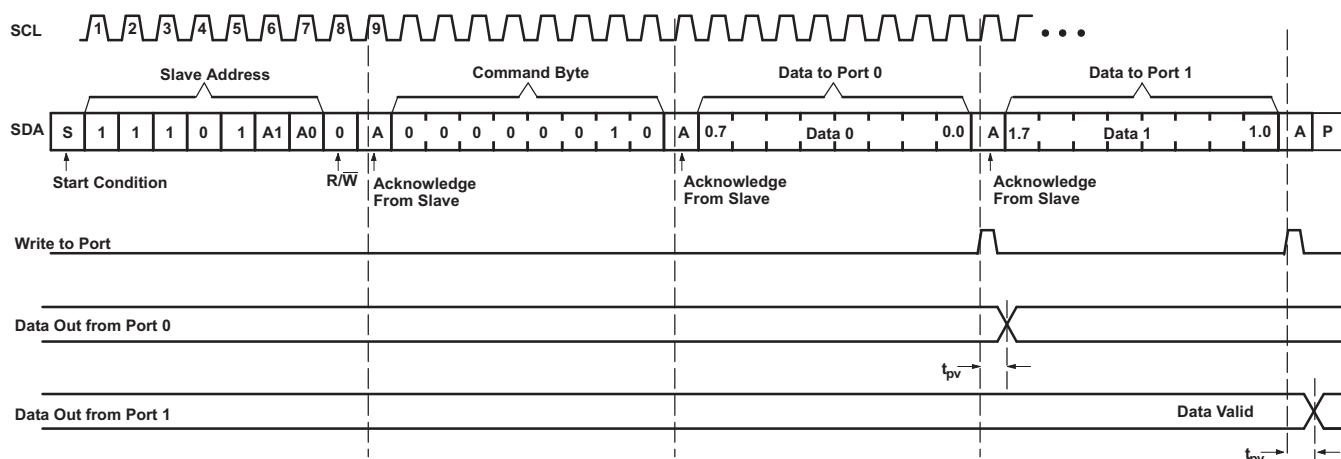 SCL 1 2 3 4 5 6 7 8 9 • • •
Slave Address Command Byte Data to Port 0 Data to Port 1
SDA S 1 1 1 0 1 A1 A0 0 A 0 0 0 0 0 0 1 0 A 0.7 Data 0 0.0 A 1.7 Data 1 1.0 A P
Start Condition R/W̅ Acknowledge From Slave Acknowledge From Slave Acknowledge From Slave
Write to Port
Data Out from Port 0
tpv
Data Out from Port 1 Data Valid
tpv